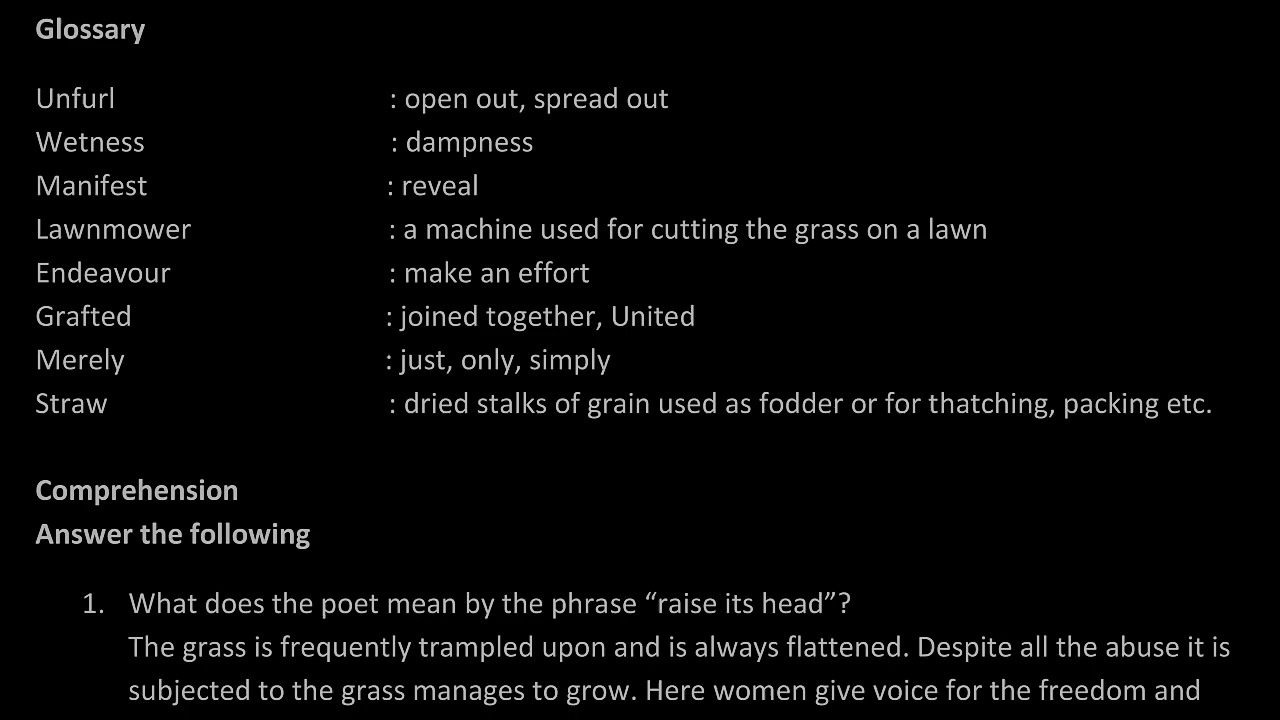 Glossary
Unfurl : open out, spread out
Wetness : dampness
Manifest : reveal
Lawnmower : a machine used for cutting the grass on a lawn
Endeavour : make an effort
Grafted : joined together, United
Merely : just, only, simply
Straw : dried stalks of grain used as fodder or for thatching, packing etc.
Comprehension
Answer the following
1. What does the poet mean by the phrase “raise its head”?
The grass is frequently trampled upon and is always flattened. Despite all the abuse it is
subjected to the grass manages to grow. Here women give voice for the freedom and